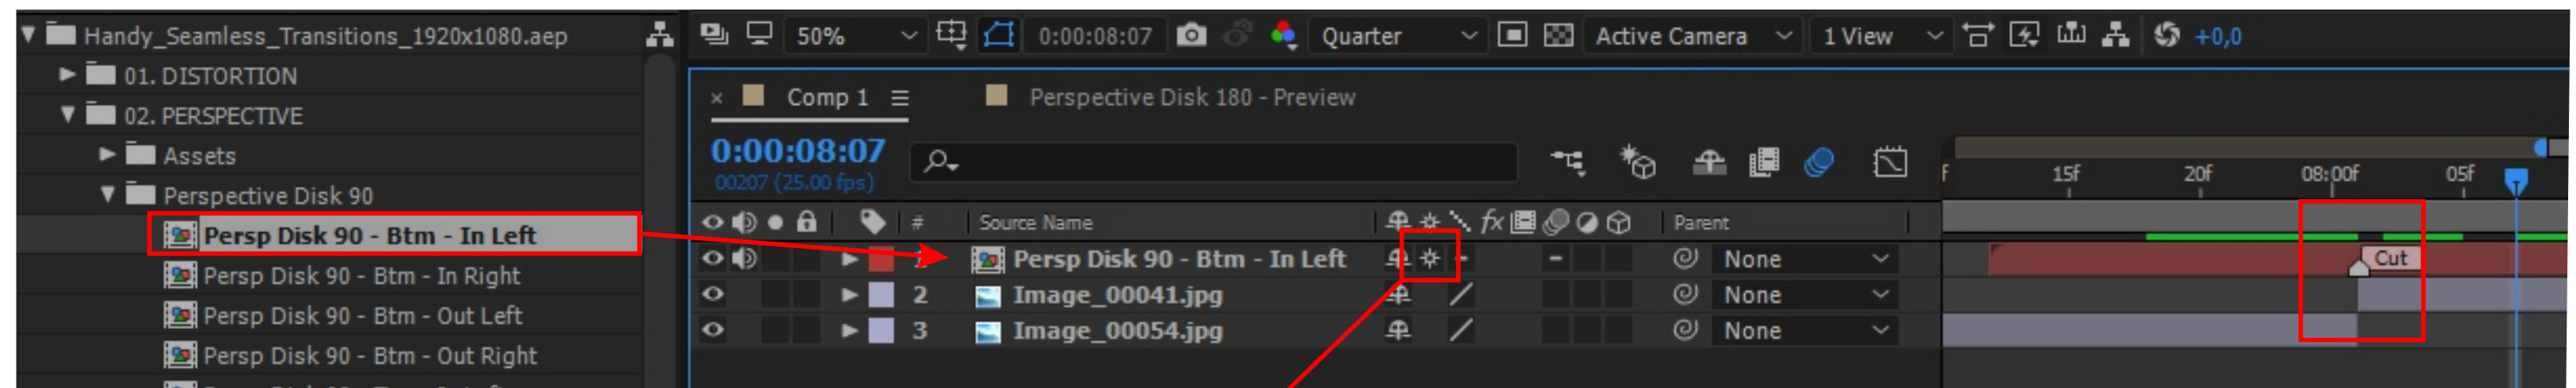 Handy_Seamless_Transitions_1920x1080.aep
01. DISTORTION
02. PERSPECTIVE
Assets
Perspective Disk 90
Persp Disk 90 - Btm - In Left
Persp Disk 90 - Btm - In Right
Persp Disk 90 - Btm - Out Left
Persp Disk 90 - Btm - Out Right
50% 0:00:08:07 Quarter Active Camera 1 View +0,0
× Comp 1 Perspective Disk 180 - Preview
0:00:08:07
00207 (25.00 fps)
f 15f 20f 08:00f 05f
# Source Name fx Parent
Persp Disk 90 - Btm - In Left None Cut
2 Image_00041.jpg None
3 Image_00054.jpg None